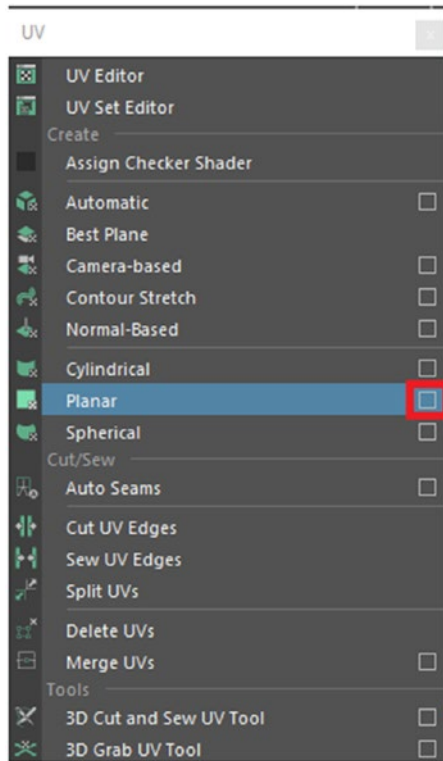 UV
UV Editor
UV Set Editor
Create
Assign Checker Shader
Automatic
Best Plane
Camera-based
Contour Stretch
Normal-Based
Cylindrical
Planar
Spherical
Cut/Sew
Auto Seams
Cut UV Edges
Sew UV Edges
Split UVs
Delete UVs
Merge UVs
Tools
3D Cut and Sew UV Tool
3D Grab UV Tool